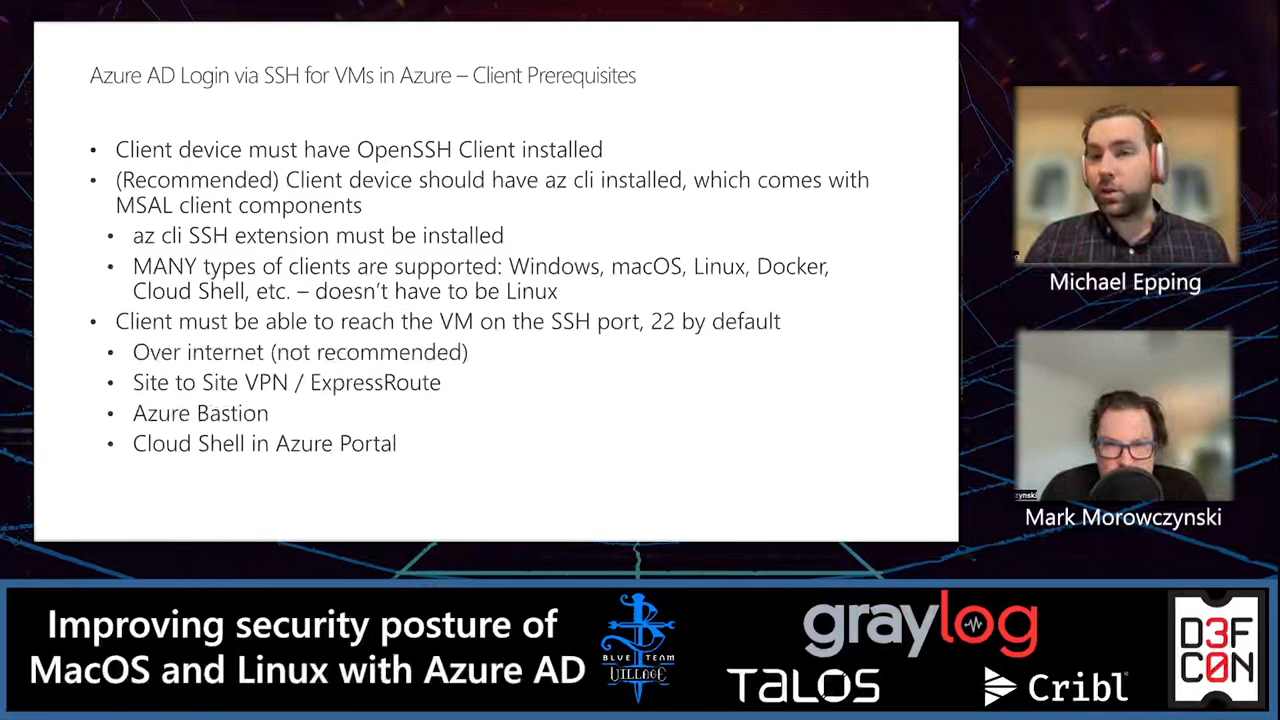 Azure AD Login via SSH for VMs in Azure – Client Prerequisites
• Client device must have OpenSSH Client installed
• (Recommended) Client device should have az cli installed, which comes with
MSAL client components
• az cli SSH extension must be installed
• MANY types of clients are supported: Windows, macOS, Linux, Docker,
Cloud Shell, etc. – doesn't have to be Linux
• Client must be able to reach the VM on the SSH port, 22 by default
• Over internet (not recommended)
• Site to Site VPN / ExpressRoute
• Azure Bastion
• Cloud Shell in Azure Portal
Michael Epping
zynski
Mark Morowczynski
Improving security posture of
MacOS and Linux with Azure AD
BLUE TEAM
VILLAGE
graylog
TALOS
Cribl
D3F
C0N